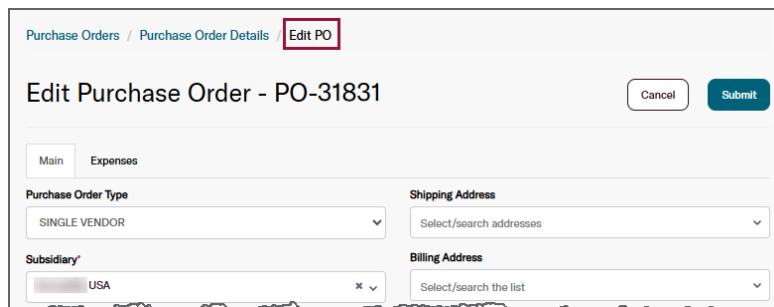 Purchase Orders / Purchase Order Details / Edit PO
Edit Purchase Order - PO-31831
Cancel
Submit
Main
Expenses
Purchase Order Type
SINGLE VENDOR
Shipping Address
Select/search addresses
Subsidiary*
USA
Billing Address
Select/search the list